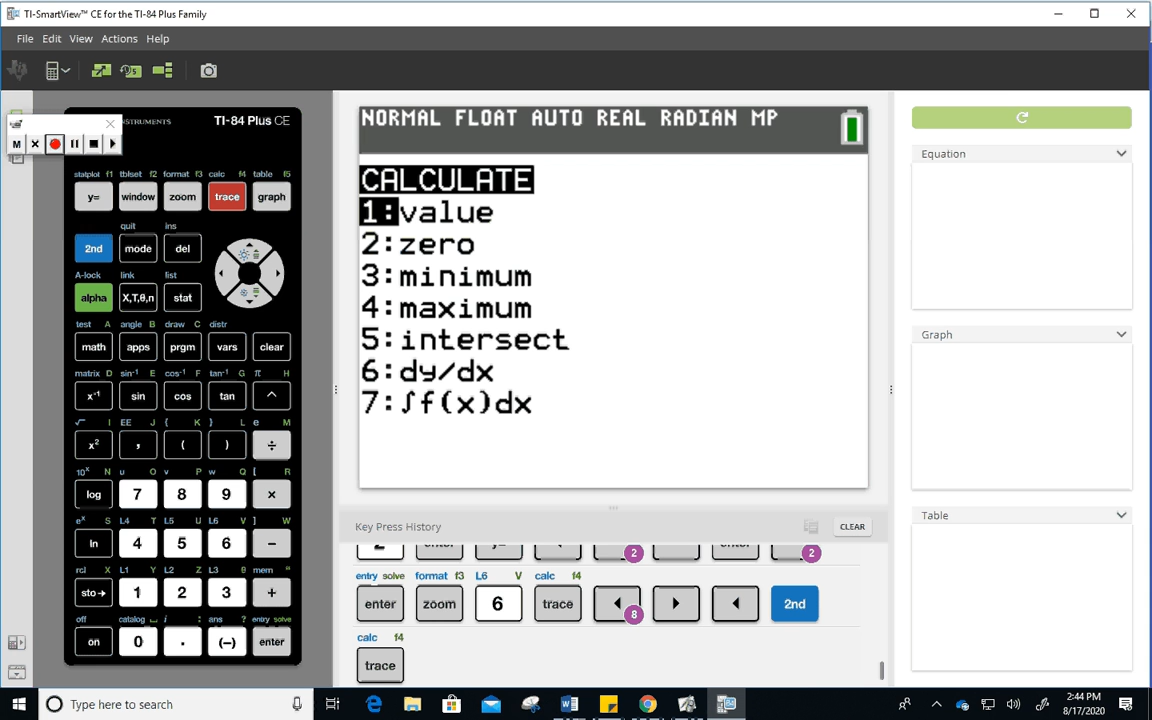 TI-SmartView™ CE for the TI-84 Plus Family
File Edit View Actions Help
INSTRUMENTS TI-84 Plus CE
M
statplot f1 tblset f2 format f3 calc f4 table f5
y= window zoom trace graph
quit ins
2nd mode del
A-lock link list
alpha X,T,θ,n stat
test A angle B draw C distr
math apps prgm vars clear
matrix D sin⁻¹ E cos⁻¹ F tan⁻¹ G π H
x⁻¹ sin cos tan ^
√ I EE J { K } L e M
x² , ( ) ÷
10ˣ N u O v P w Q [ R
log 7 8 9 ×
eˣ S L4 T L5 U L6 V ] W
ln 4 5 6 −
rcl X L1 Y L2 Z L3 θ mem "
sto→ 1 2 3 +
off catalog i : ans ? entry solve
on 0 . (−) enter
NORMAL FLOAT AUTO REAL RADIAN MP
CALCULATE
1:value
2:zero
3:minimum
4:maximum
5:intersect
6:dy/dx
7:∫f(x)dx
Key Press History
CLEAR
2 2
entry solve format f3 L6 V calc f4
enter zoom 6 trace 8 2nd
calc f4
trace
Equation
Graph
Table
Type here to search
2:44 PM
8/17/2020